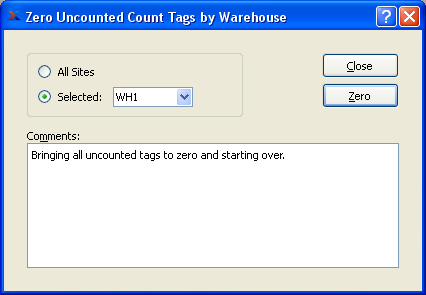 Zero Uncounted Count Tags by Warehouse
All Sites
Close
Selected:
WH1
Zero
Comments:
Bringing all uncounted tags to zero and starting over.